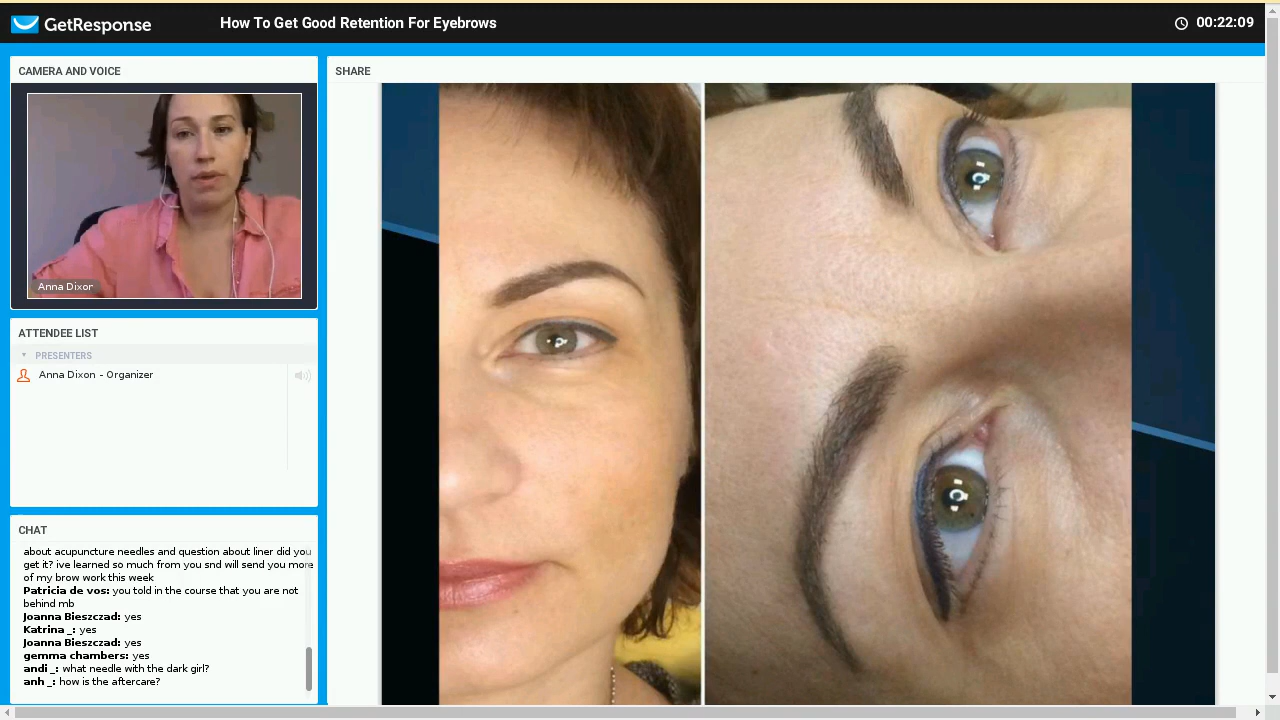 GetResponse
How To Get Good Retention For Eyebrows
00:22:09
CAMERA AND VOICE
Anna Dixon
ATTENDEE LIST
PRESENTERS
Anna Dixon - Organizer
CHAT
about acupuncture needles and question about liner did you
get it? ive learned so much from you snd will send you more
of my brow work this week
Patricia de vos: you told in the course that you are not
behind mb
Joanna Bieszczad: yes
Katrina _: yes
Joanna Bieszczad: yes
gemma chambers: yes
andi _: what needle with the dark girl?
anh _: how is the aftercare?
SHARE